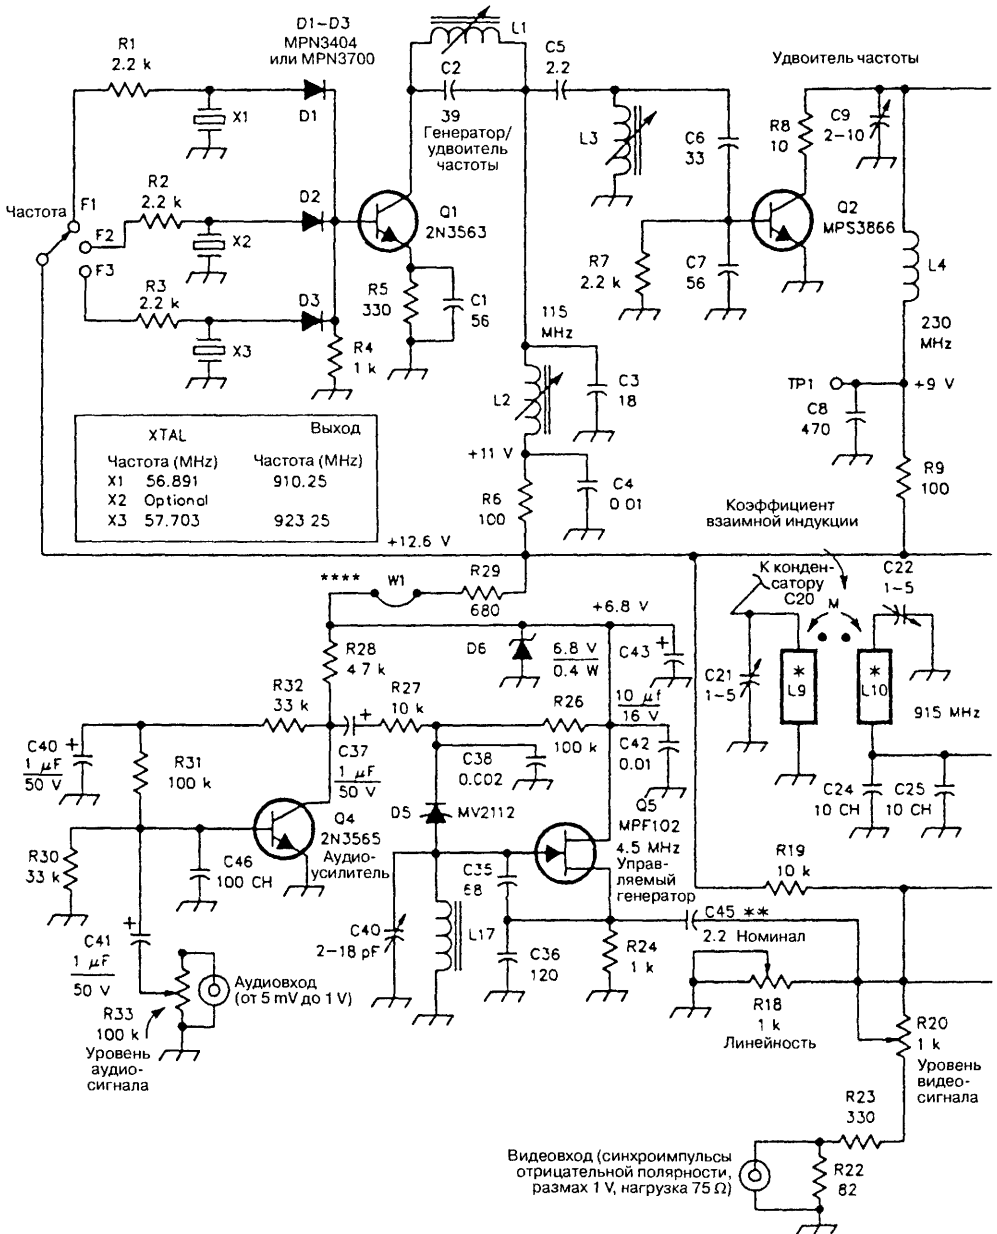 D1–D3
MPN3404
или MPN3700
L1
R1
2.2 k
X1
D1
C2
39
Генератор/
удвоитель
частоты
C5
2.2
Удвоитель частоты
L3
C6
33
R8
10
C9
2–10
Частота
F1
F2
F3
R2
2.2 k
X2
D2
Q1
2N3563
Q2
MPS3866
R7
2.2 k
C7
56
L4
R3
2.2 k
X3
D3
R5
330
C1
56
R4
1 k
115
MHz
230
MHz
L2
C3
18
TP1
+9 V
C8
470
XTAL
Выход
Частота (MHz)
Частота (MHz)
X1 56.891
910.25
X2 Optional
X3 57.703
923 25
+11 V
R6
100
C4
0 01
R9
100
Коэффициент
взаимной индукции
+12.6 V
****
W1
R29
680
К конден-
сатору
C20
M
C22
1–5
+6.8 V
R28
4.7 k
D6
6.8 V
0.4 W
C43
C21
1–5
*
L9
*
L10
915 MHz
R32
33 k
R27
10 k
R26
100 k
10 μf
16 V
C40
1 μF
50 V
R31
100 k
C37
1 μF
50 V
C38
0.002
C42
0.01
C24
10 CH
C25
10 CH
Q4
2N3565
Аудио-
усилитель
D5
MV2112
Q5
MPF102
4.5 MHz
Управ-
ляемый
генератор
R30
33 k
C46
100 CH
C35
68
R19
10 k
C41
1 μF
50 V
C40
2–18 pF
L17
C36
120
R24
1 k
C45 **
2.2 Номинал
Аудиовход
(от 5 mV до 1 V)
R33
100 k
Уровень
аудио-
сигнала
R18
1 k
Линейность
R20
1 k
Уровень
видео-
сигнала
R23
330
Видеовход (синхроимпульсы
отрицательной полярности,
размах 1 V, нагрузка 75 Ω)
R22
82